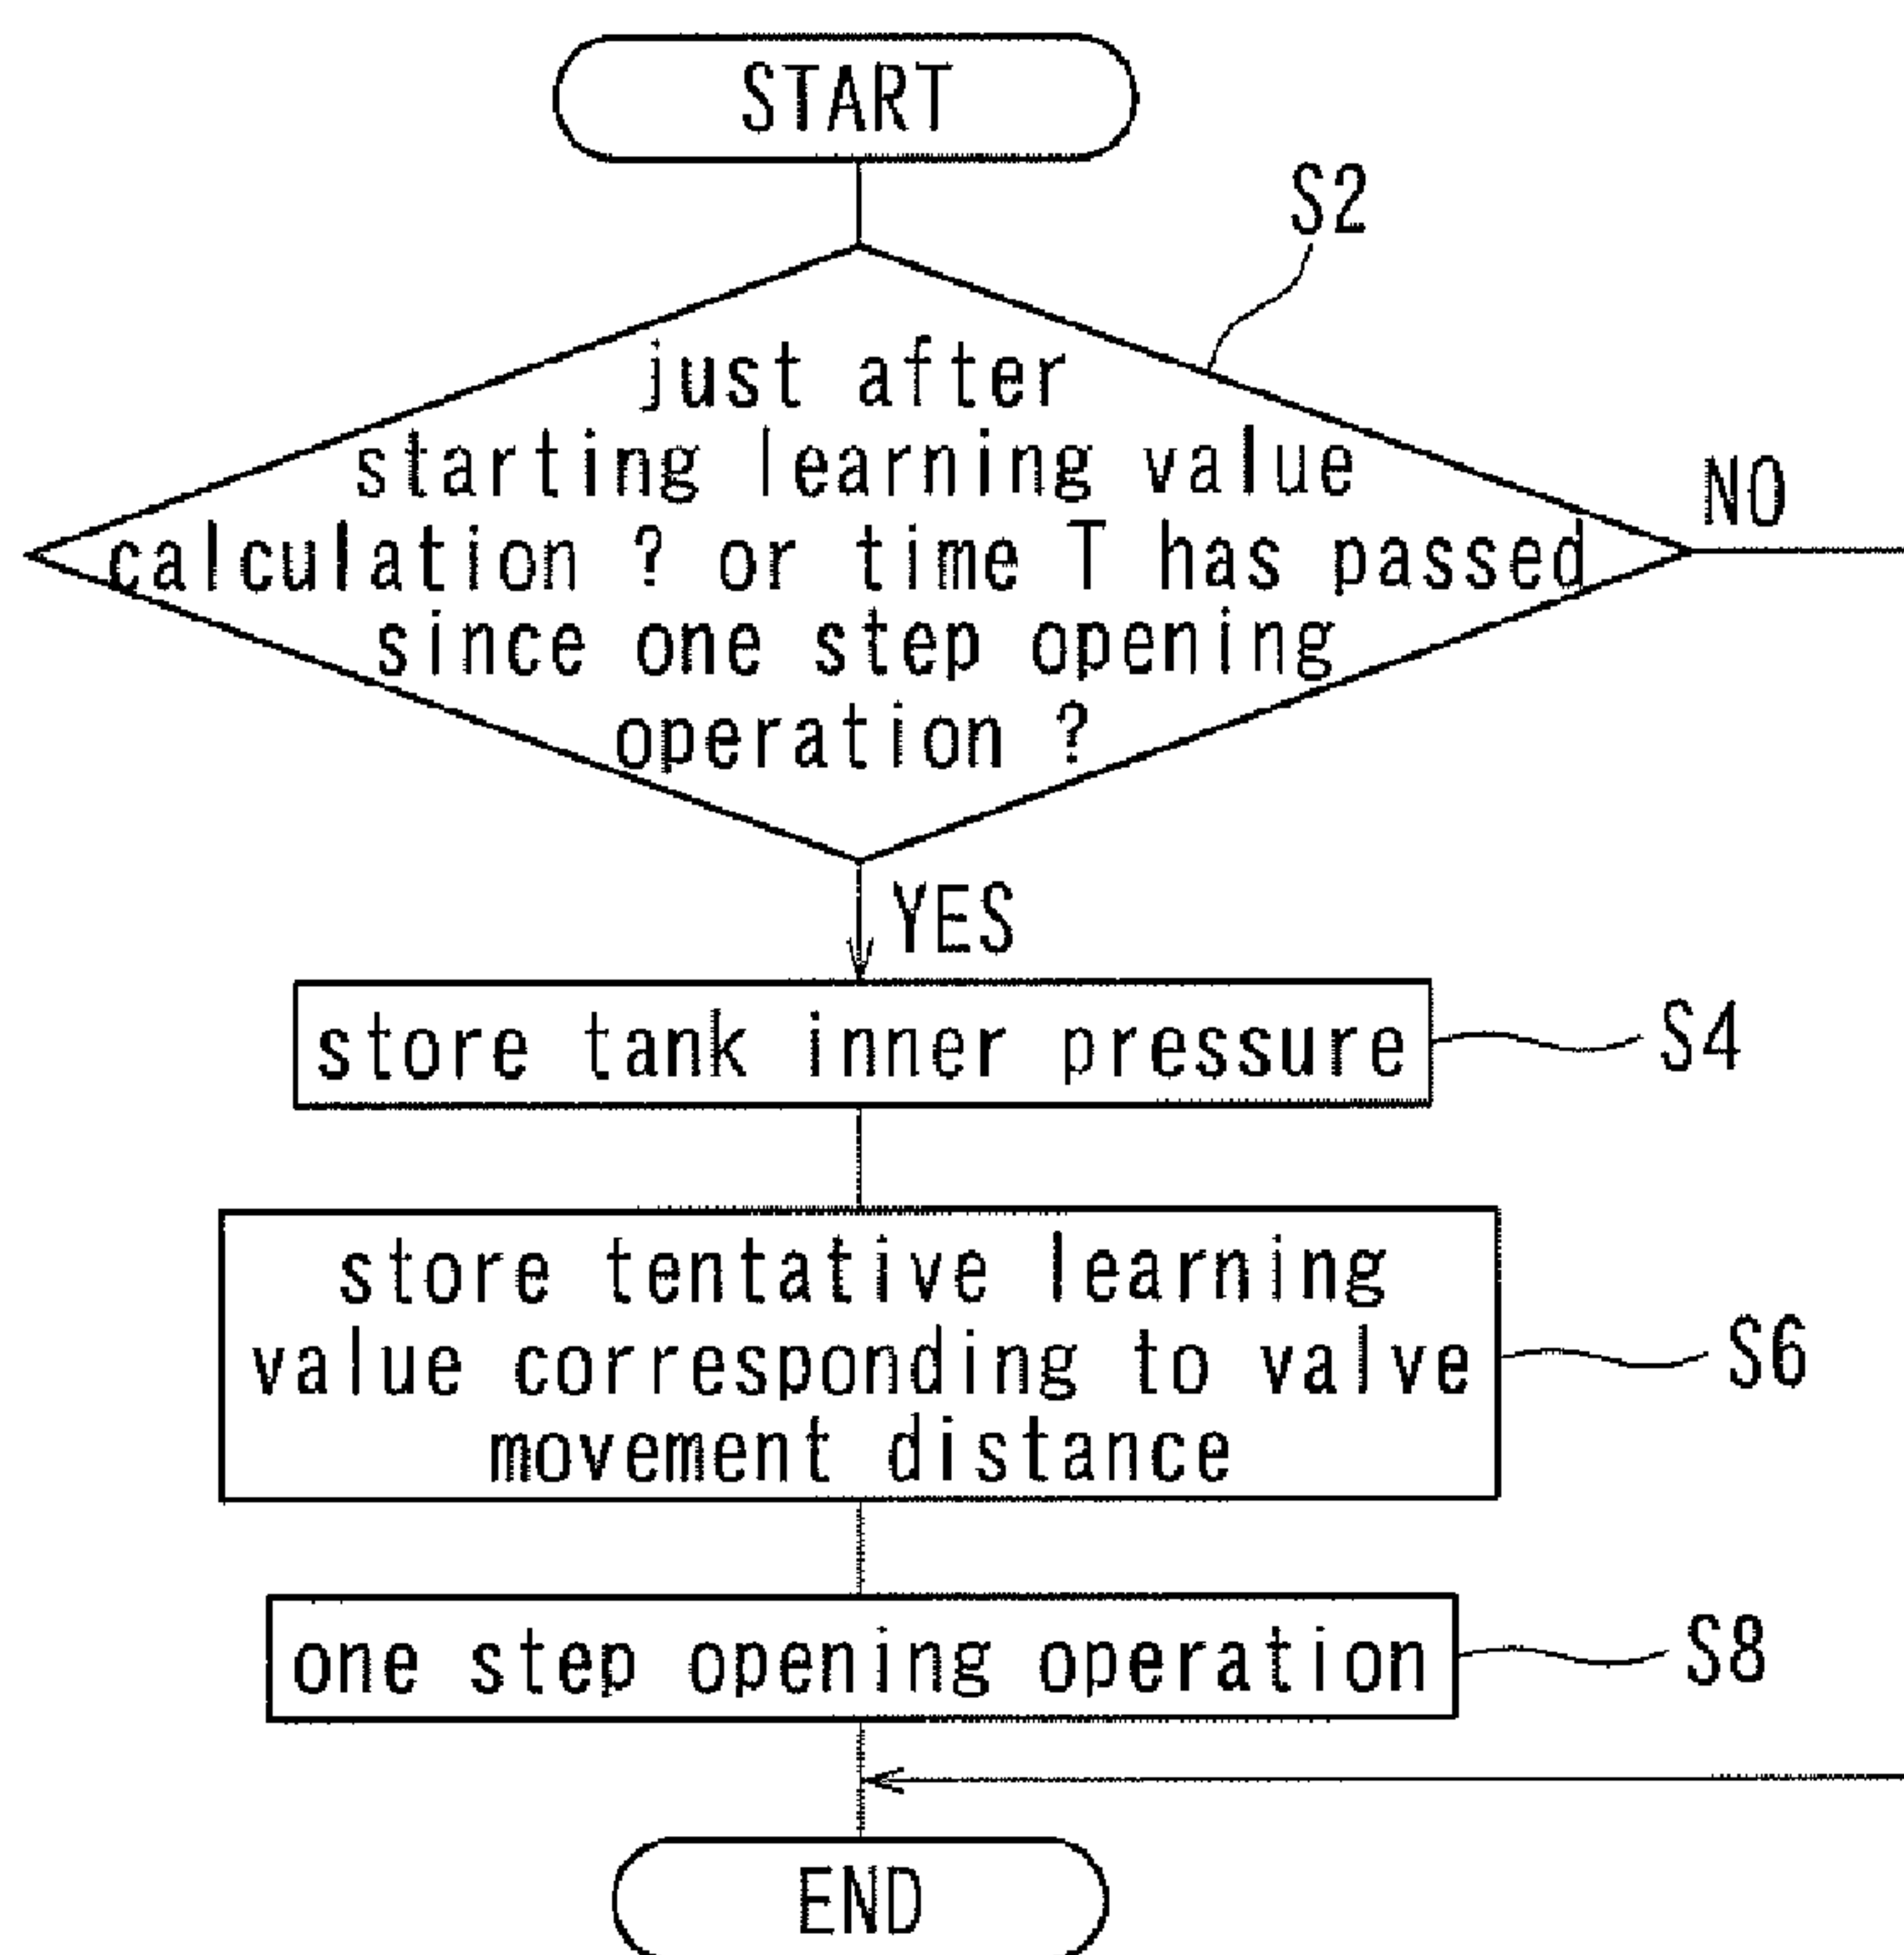 START
S2
just after
starting learning value
calculation ? or time T has passed
since one step opening
operation ?
NO
YES
store tank inner pressure
S4
store tentative learning
value corresponding to valve
movement distance
S6
one step opening operation
S8
END